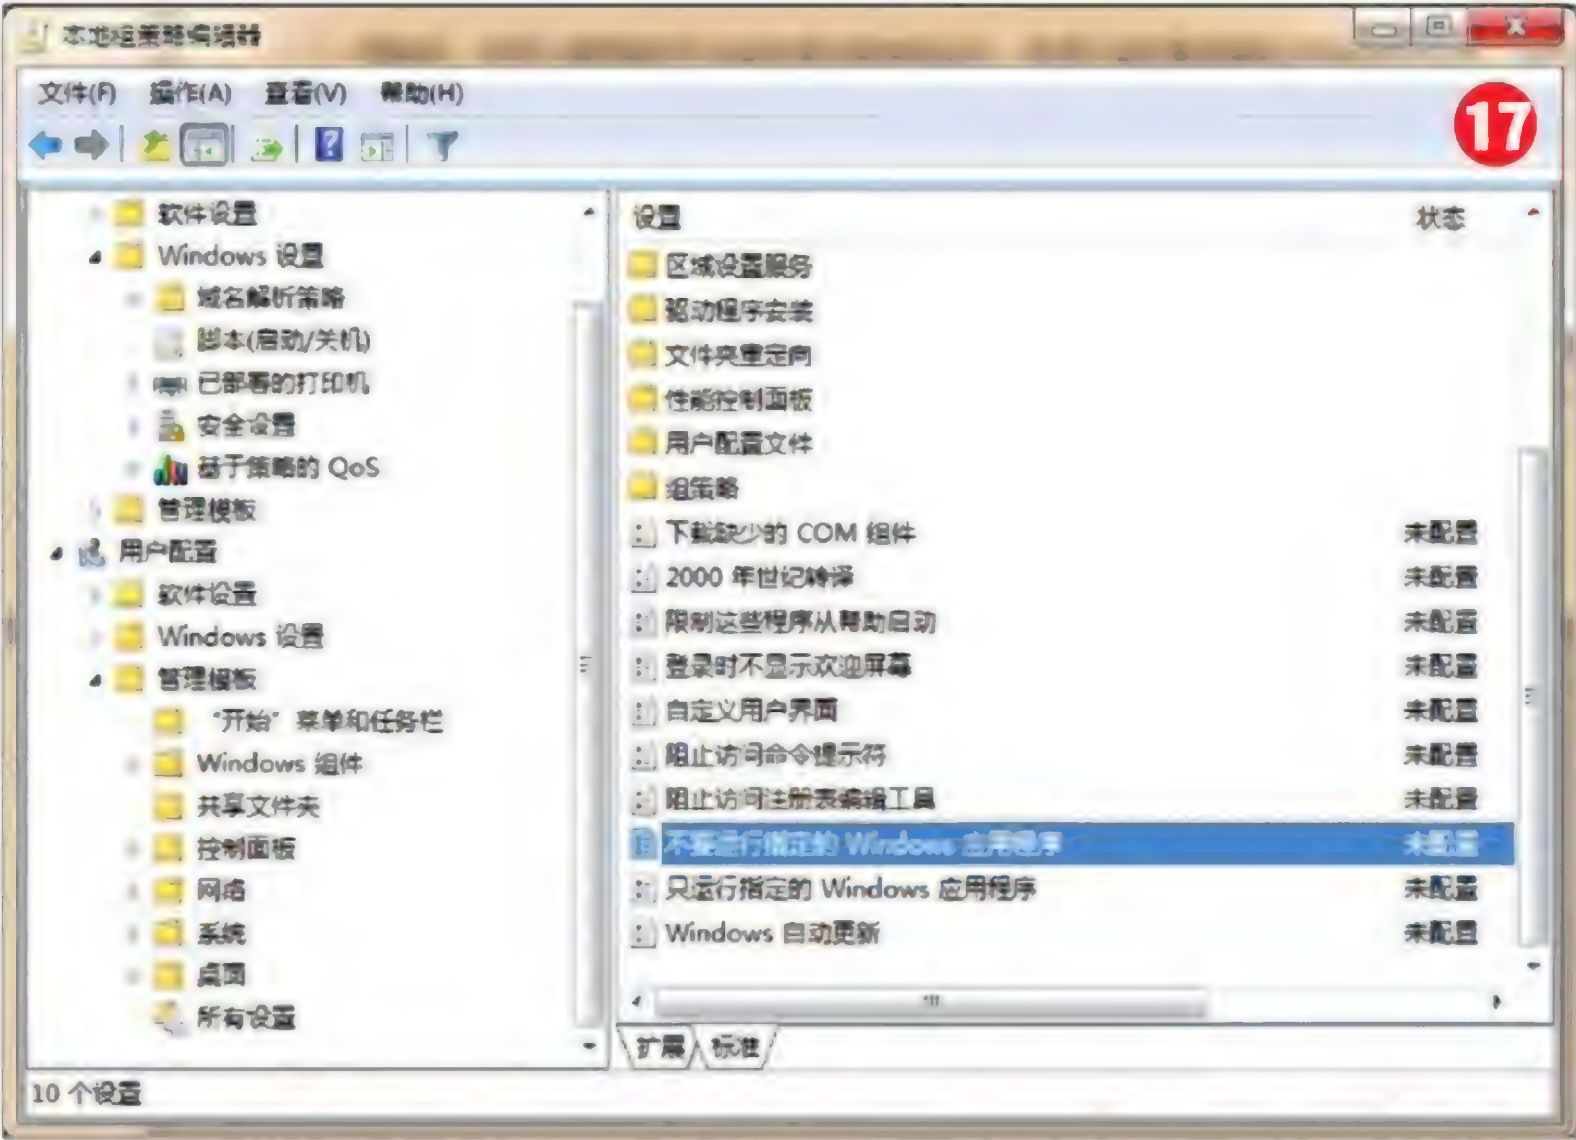 本地组策略编辑器
文件(F) 操作(A) 查看(V) 帮助(H)
17
软件设置
Windows 设置
域名解析策略
脚本(启动/关机)
已部署的打印机
安全设置
基于策略的 QoS
管理模板
用户配置
软件设置
Windows 设置
管理模板
"开始" 菜单和任务栏
Windows 组件
共享文件夹
控制面板
网络
系统
桌面
所有设置
设置 状态
区域设置服务
驱动程序安装
文件夹重定向
性能控制面板
用户配置文件
组策略
下载缺少的 COM 组件 未配置
2000 年世纪转译 未配置
限制这些程序从帮助启动 未配置
登录时不显示欢迎屏幕 未配置
自定义用户界面 未配置
阻止访问命令提示符 未配置
阻止访问注册表编辑工具 未配置
不要运行指定的 Windows 应用程序 未配置
只运行指定的 Windows 应用程序 未配置
Windows 自动更新 未配置
扩展 标准
10 个设置